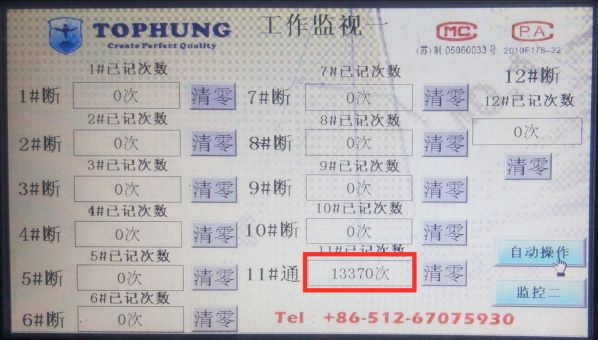 TOPHUNG
Create Perfect Quality
工作监视一
MC
(苏)制 05060033号
CPA
2010F178-32
1#已记次数
1#断 0次 清零
2#已记次数
2#断 0次 清零
3#已记次数
3#断 0次 清零
4#已记次数
4#断 0次 清零
5#已记次数
5#断 0次 清零
6#已记次数
6#断 0次 清零
7#已记次数
7#断 0次 清零
8#已记次数
8#断 0次 清零
9#已记次数
9#断 0次 清零
10#已记次数
10#断 0次 清零
11#已记次数
11#通 13370次 清零
12#断
12#已记次数
0次
清零
自动操作
监控二
Tel : +86-512-67075930